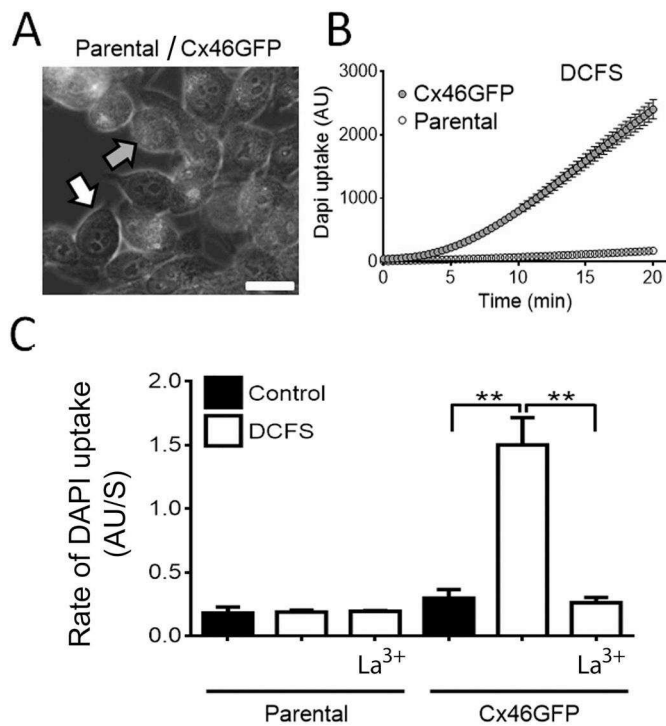 A
Parental / Cx46GFP
B
DCFS
Cx46GFP
Parental
Dapi uptake (AU)
3000
2000
1000
0
0 5 10 15 20
Time (min)
C
Control
DCFS
** **
Rate of DAPI uptake
(AU/S)
2.0
1.5
1.0
0.5
0.0
La³⁺ La³⁺
Parental Cx46GFP